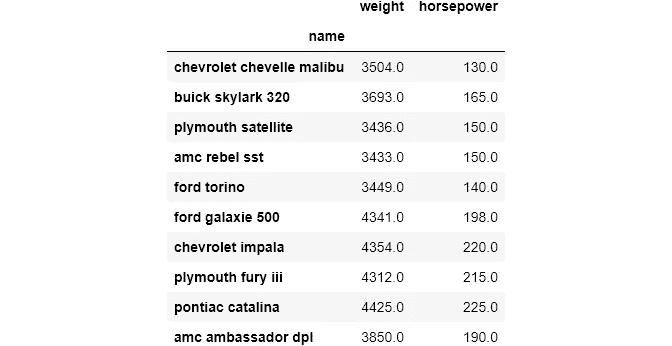 weight horsepower
name
chevrolet chevelle malibu 3504.0 130.0
buick skylark 320 3693.0 165.0
plymouth satellite 3436.0 150.0
amc rebel sst 3433.0 150.0
ford torino 3449.0 140.0
ford galaxie 500 4341.0 198.0
chevrolet impala 4354.0 220.0
plymouth fury iii 4312.0 215.0
pontiac catalina 4425.0 225.0
amc ambassador dpl 3850.0 190.0